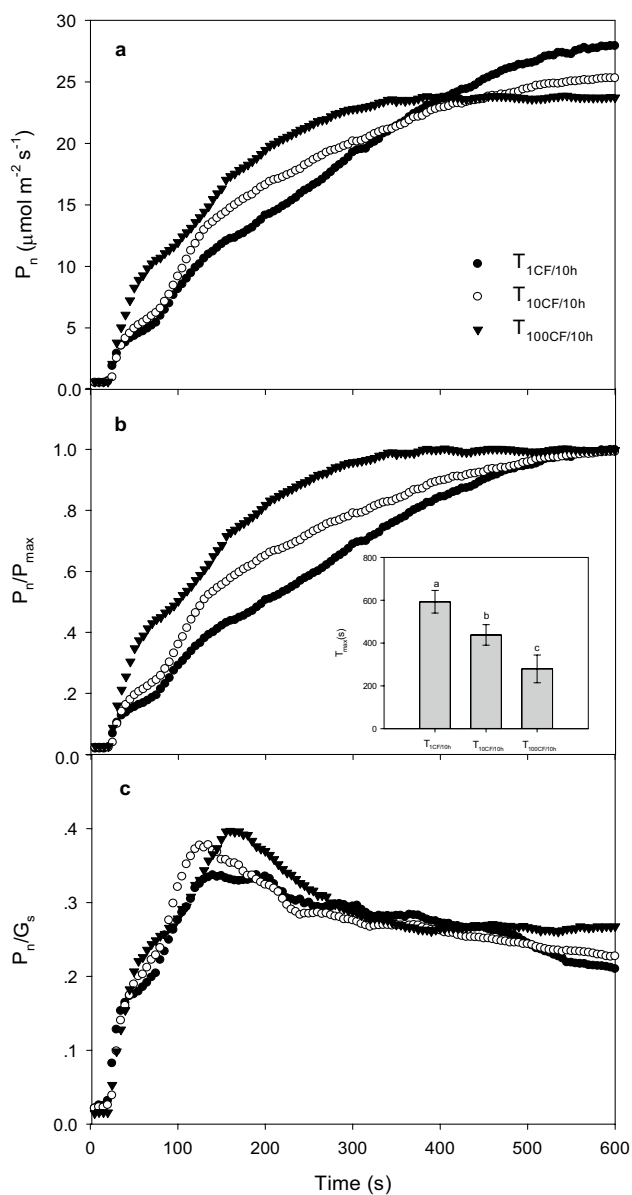 30
a
25
20
15
10
5
0.0
Pn (μmol m-2 s-1)
T1CF/10h
T10CF/10h
T100CF/10h
b
1.0
.8
.6
.4
.2
0.0
Pn/Pmax
800
600
400
200
0
Tmax(s)
a
b
c
T1CF/10h
T10CF/10h
T100CF/10h
c
.4
.3
.2
.1
0.0
Pn/Gs
0 100 200 300 400 500 600
Time (s)